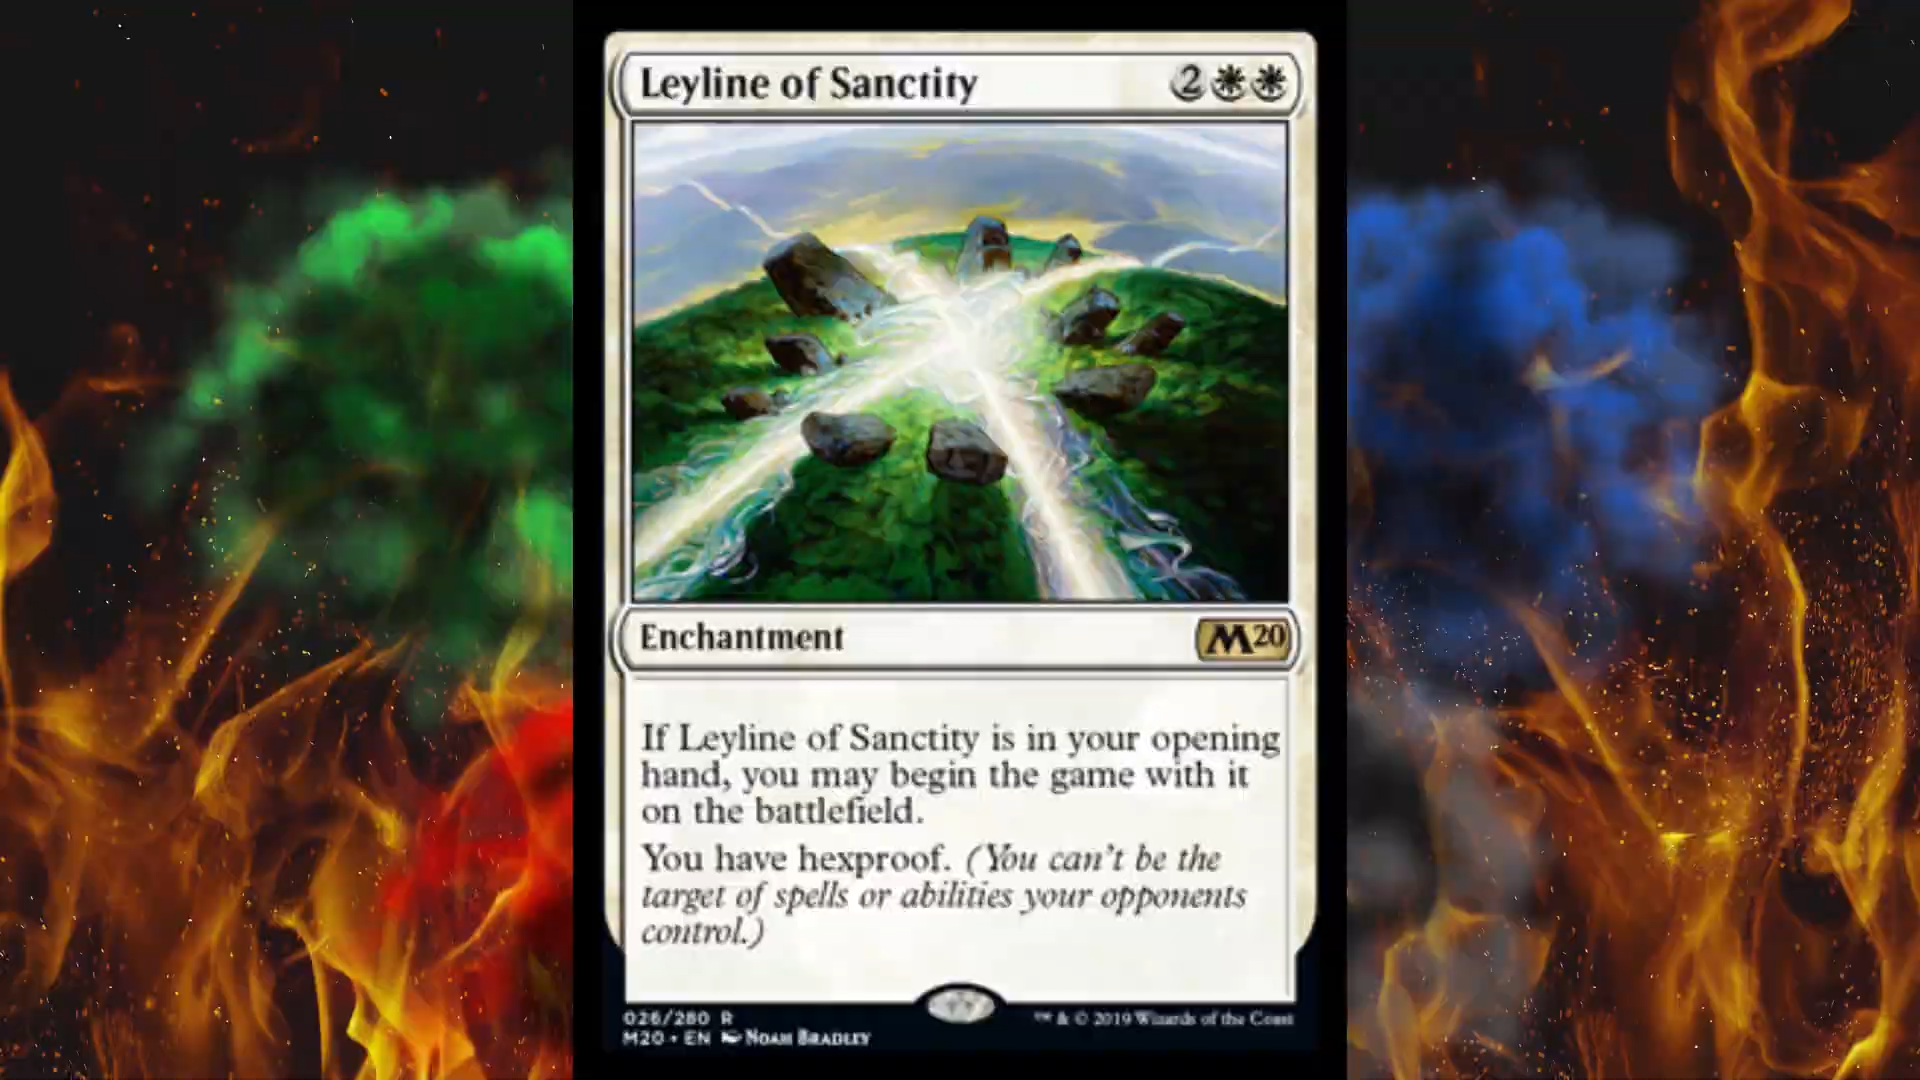 Leyline of Sanctity 2
Enchantment M20
If Leyline of Sanctity is in your opening
hand, you may begin the game with it
on the battlefield.
You have hexproof. (You can't be the
target of spells or abilities your opponents
control.)
026/280 R
M20 • EN Noah Bradley
™ & © 2019 Wizards of the Coast